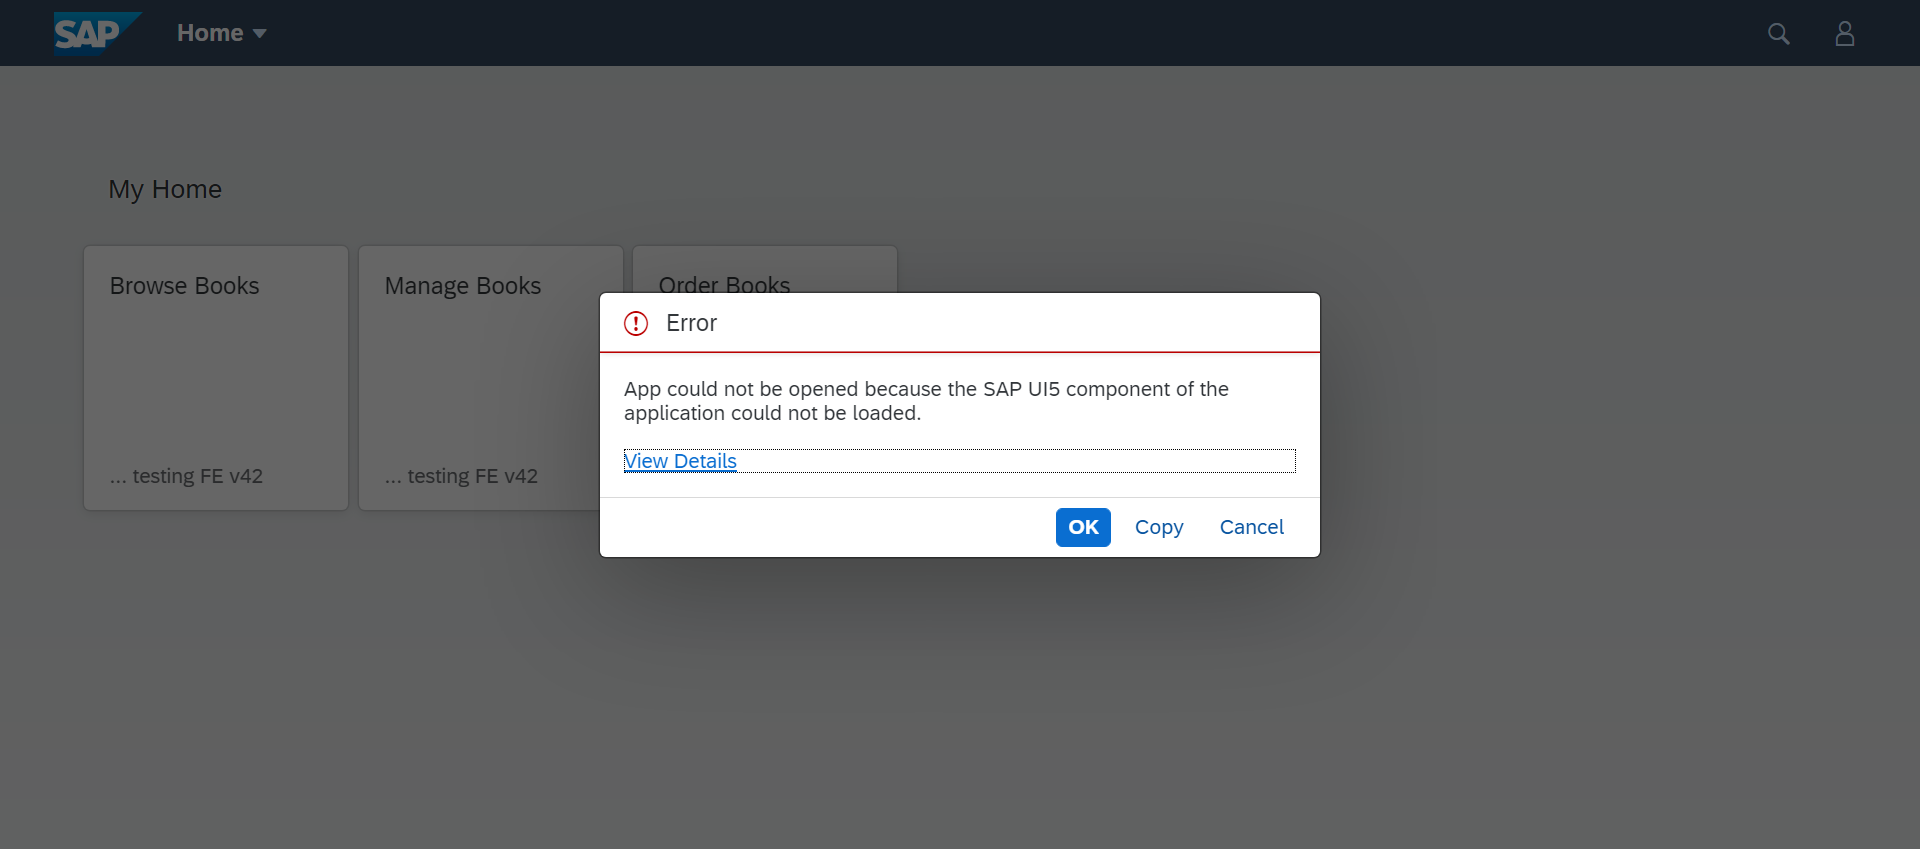 SAP Home
My Home
Browse Books
Manage Books
Order Books
... testing FE v42
... testing FE v42
Error
App could not be opened because the SAP UI5 component of the
application could not be loaded.
View Details
OK Copy Cancel